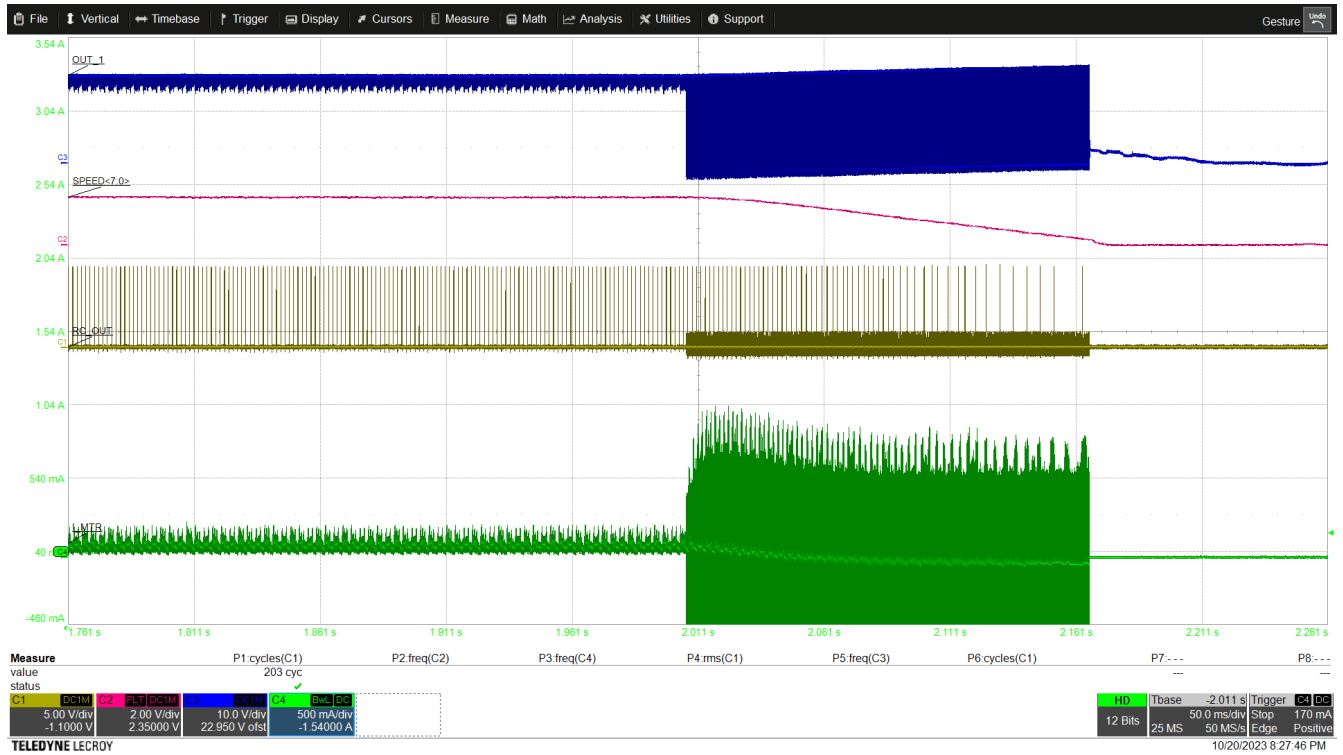 File Vertical Timebase Trigger Display Cursors Measure Math Analysis Utilities Support Gesture Undo
3.54 A
OUT_1
3.04 A
C3
2.54 A
SPEED<7:0>
C2
2.04 A
1.54 A
RC_OUT
C1
1.04 A
540 mA
I_MTR
C4
-460 mA
1.761 s 1.811 s 1.861 s 1.911 s 1.961 s 2.011 s 2.061 s 2.111 s 2.161 s 2.211 s 2.261 s
Measure P1:cycles(C1) P2:freq(C2) P3:freq(C4) P4:rms(C1) P5:freq(C3) P6:cycles(C1) P7:- - - P8:- - -
value 203 cyc --- ---
status
C1 DC1M C2 FLT DC1M C3 DC1M C4 BwL DC HD Tbase -2.011 s Trigger C4 DC
5.00 V/div 2.00 V/div 10.0 V/div 500 mA/div 12 Bits 50.0 ms/div Stop 170 mA
-1.1000 V 2.35000 V 22.950 V ofst -1.54000 A 25 MS 50 MS/s Edge Positive
TELEDYNE LECROY 10/20/2023 8:27:46 PM